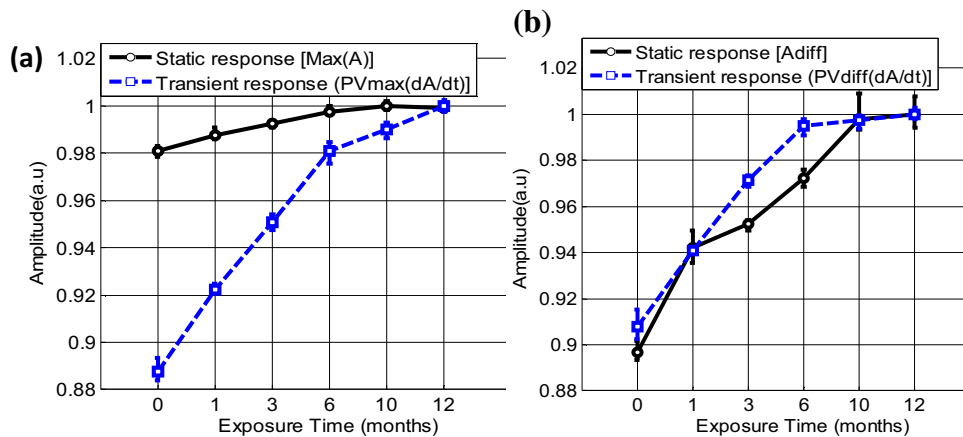 (a)
1.02
Static response [Max(A)]
Transient response (PVmax(dA/dt)]
1
0.98
0.96
0.94
0.92
0.9
0.88
Amplitude(a.u)
0 1 3 6 10 12
Exposure Time (months)
(b)
1.02
Static response [Adiff]
Transient response (PVdiff(dA/dt)]
1
0.98
0.96
0.94
0.92
0.9
0.88
Amplitude(a.u)
0 1 3 6 10 12
Exposure Time (months)